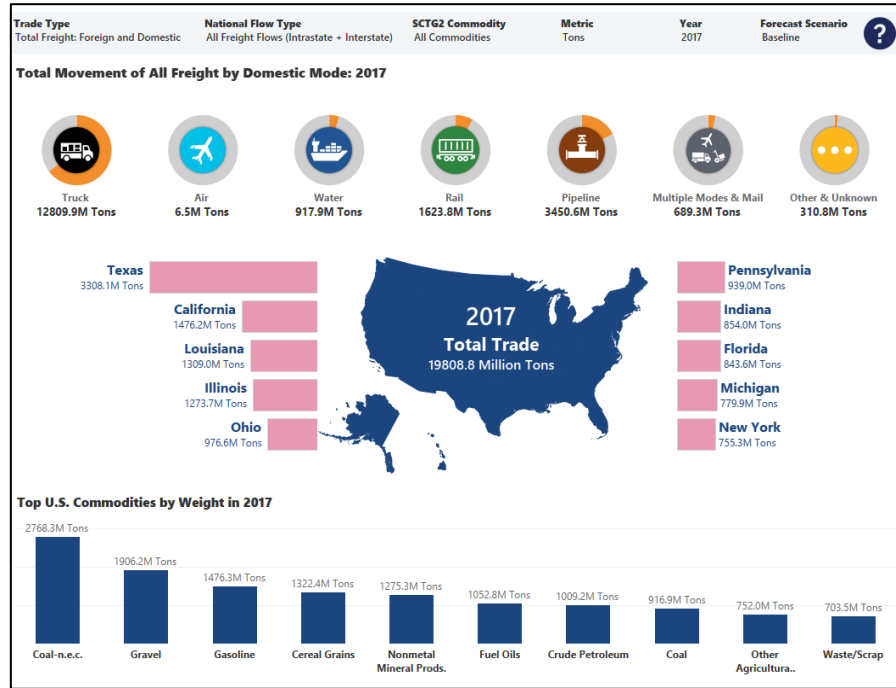 Trade Type
Total Freight: Foreign and Domestic
National Flow Type
All Freight Flows (Intrastate + Interstate)
SCTG2 Commodity
All Commodities
Metric
Tons
Year
2017
Forecast Scenario
Baseline
?
Total Movement of All Freight by Domestic Mode: 2017
Truck
12809.9M Tons
Air
6.5M Tons
Water
917.9M Tons
Rail
1623.8M Tons
Pipeline
3450.6M Tons
Multiple Modes & Mail
689.3M Tons
Other & Unknown
310.8M Tons
Texas
3308.1M Tons
California
1476.2M Tons
Louisiana
1309.0M Tons
Illinois
1273.7M Tons
Ohio
976.6M Tons
2017
Total Trade
19808.8 Million Tons
Pennsylvania
939.0M Tons
Indiana
854.0M Tons
Florida
843.6M Tons
Michigan
779.9M Tons
New York
755.3M Tons
Top U.S. Commodities by Weight in 2017
2768.3M Tons
1906.2M Tons
1476.3M Tons
1322.4M Tons
1275.3M Tons
1052.8M Tons
1009.2M Tons
916.9M Tons
752.0M Tons
703.5M Tons
Coal-n.e.c.
Gravel
Gasoline
Cereal Grains
Nonmetal
Mineral Prods.
Fuel Oils
Crude Petroleum
Coal
Other
Agricultura..
Waste/Scrap